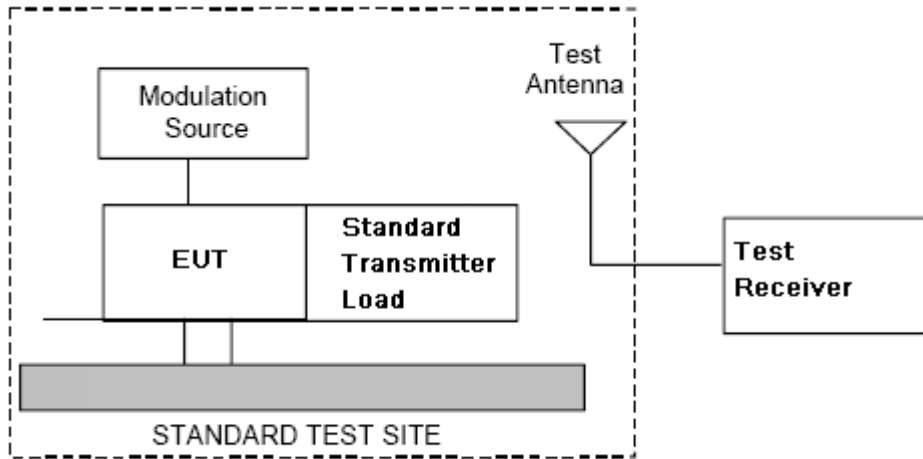 Modulation
Source
Test
Antenna
EUT
Standard
Transmitter
Load
Test
Receiver
STANDARD TEST SITE